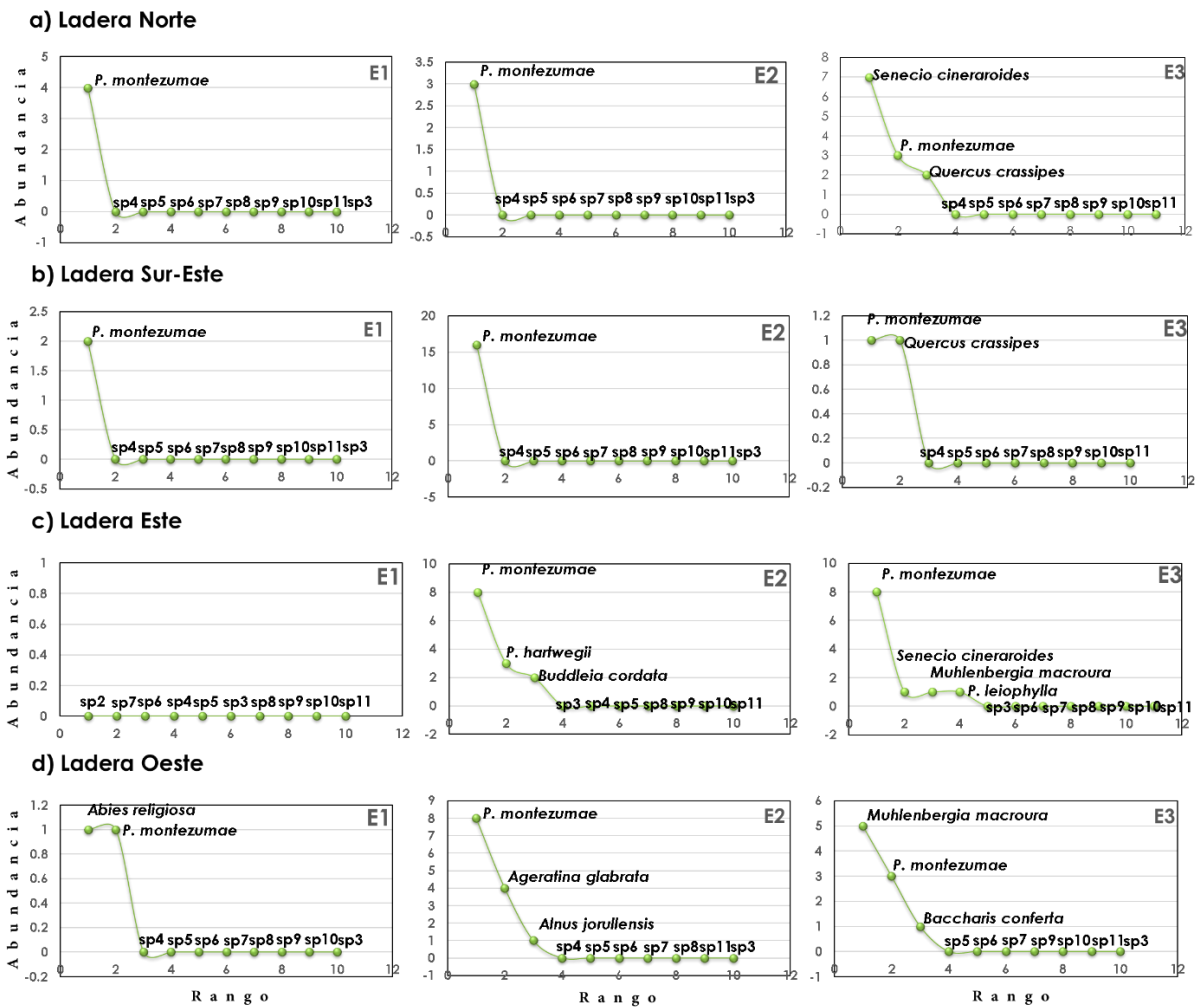 a) Ladera Norte
Abundancia
5
4
3
2
1
0
-1
P. montezumae
E1
sp4 sp5 sp6 sp7 sp8 sp9 sp10 sp11 sp3
0 2 4 6 8 10 12
3.5
3
2.5
2
1.5
1
0.5
0
-0.5
P. montezumae
E2
sp4 sp5 sp6 sp7 sp8 sp9 sp10 sp11 sp3
0 2 4 6 8 10 12
8
7
6
5
4
3
2
1
0
-1
Senecio cineraroides
E3
P. montezumae
Quercus crassipes
sp4 sp5 sp6 sp7 sp8 sp9 sp10 sp11
0 2 4 6 8 10 12
b) Ladera Sur-Este
Abundancia
2.5
2
1.5
1
0.5
0
-0.5
P. montezumae
E1
sp4 sp5 sp6 sp7 sp8 sp9 sp10 sp11 sp3
0 2 4 6 8 10 12
20
15
10
5
0
-5
P. montezumae
E2
sp4 sp5 sp6 sp7 sp8 sp9 sp10 sp11 sp3
0 2 4 6 8 10 12
1.2
1
0.8
0.6
0.4
0.2
0
-0.2
P. montezumae
E3
Quercus crassipes
sp4 sp5 sp6 sp7 sp8 sp9 sp10 sp11
0 2 4 6 8 10 12
c) Ladera Este
Abundancia
1
0.8
0.6
0.4
0.2
0
E1
sp2 sp7 sp6 sp4 sp5 sp3 sp8 sp9 sp10 sp11
0 2 4 6 8 10 12
10
8
6
4
2
0
-2
P. montezumae
E2
P. hartwegii
Buddleia cordata
sp3 sp4 sp5 sp8 sp9 sp10 sp11
0 2 4 6 8 10 12
10
8
6
4
2
0
-2
P. montezumae
E3
Senecio cineraroides
Muhlenbergia macroura
P. leiophylla
sp3 sp6 sp7 sp8 sp9 sp10 sp11
0 2 4 6 8 10 12
d) Ladera Oeste
Abundancia
1.2
1
0.8
0.6
0.4
0.2
0
-0.2
Abies religiosa
E1
P. montezumae
sp4 sp5 sp6 sp7 sp8 sp9 sp10 sp3
0 2 4 6 8 10 12
Rango
9
8
7
6
5
4
3
2
1
0
-1
P. montezumae
E2
Ageratina glabrata
Alnus jorullensis
sp4 sp5 sp6 sp7 sp8 sp11 sp3
0 2 4 6 8 10 12
Rango
6
5
4
3
2
1
0
-1
Muhlenbergia macroura
E3
P. montezumae
Baccharis conferta
sp5 sp6 sp7 sp9 sp10 sp11 sp3
0 2 4 6 8 10 12
Rango